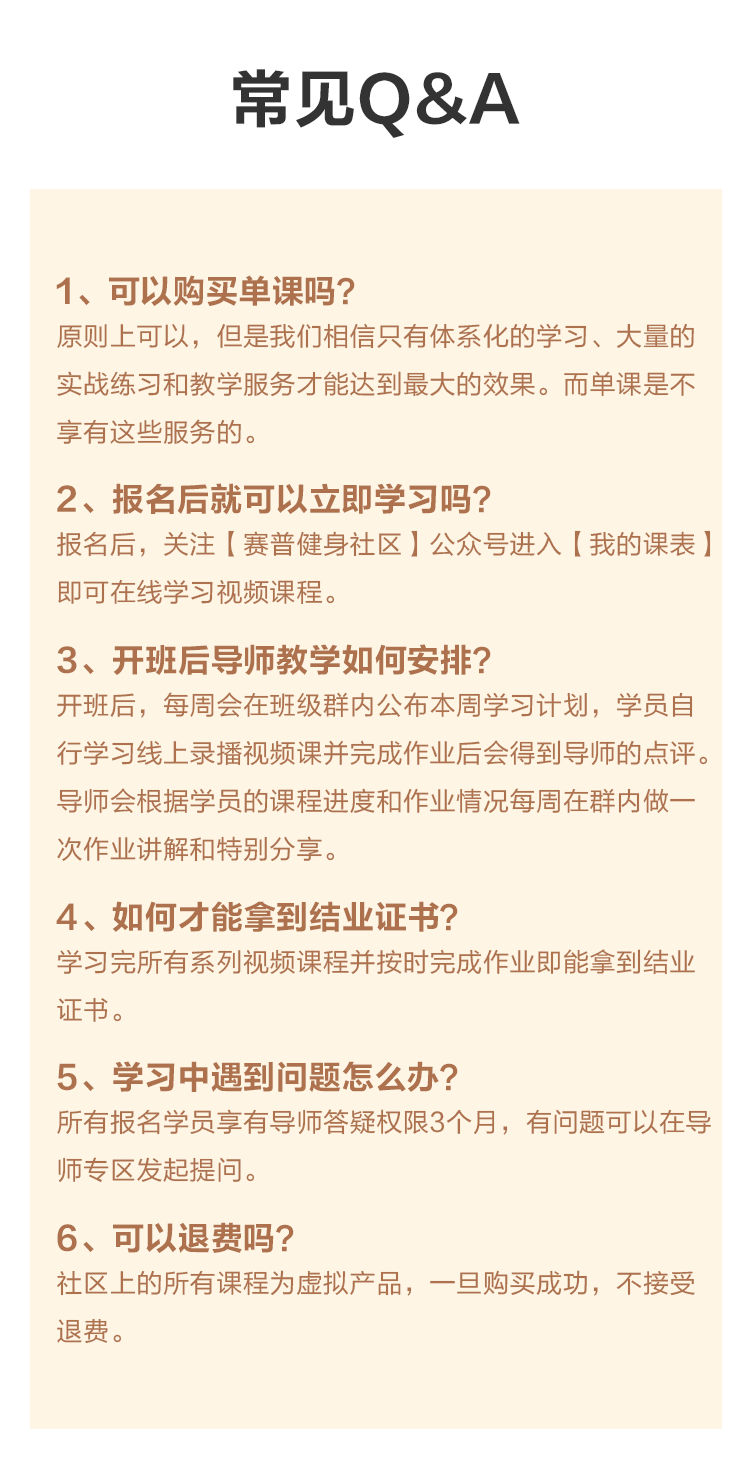 常见Q&A
1、可以购买单课吗?
原则上可以，但是我们相信只有体系化的学习、大量的
实战练习和教学服务才能达到最大的效果。而单课是不
享有这些服务的。
2、报名后就可以立即学习吗?
报名后，关注【赛普健身社区】公众号进入【我的课表】
即可在线学习视频课程。
3、开班后导师教学如何安排?
开班后，每周会在班级群内公布本周学习计划，学员自
行学习线上录播视频课并完成作业后会得到导师的点评。
导师会根据学员的课程进度和作业情况每周在群内做一
次作业讲解和特别分享。
4、如何才能拿到结业证书?
学习完所有系列视频课程并按时完成作业即能拿到结业
证书。
5、学习中遇到问题怎么办?
所有报名学员享有导师答疑权限3个月，有问题可以在导
师专区发起提问。
6、可以退费吗?
社区上的所有课程为虚拟产品，一旦购买成功，不接受
退费。